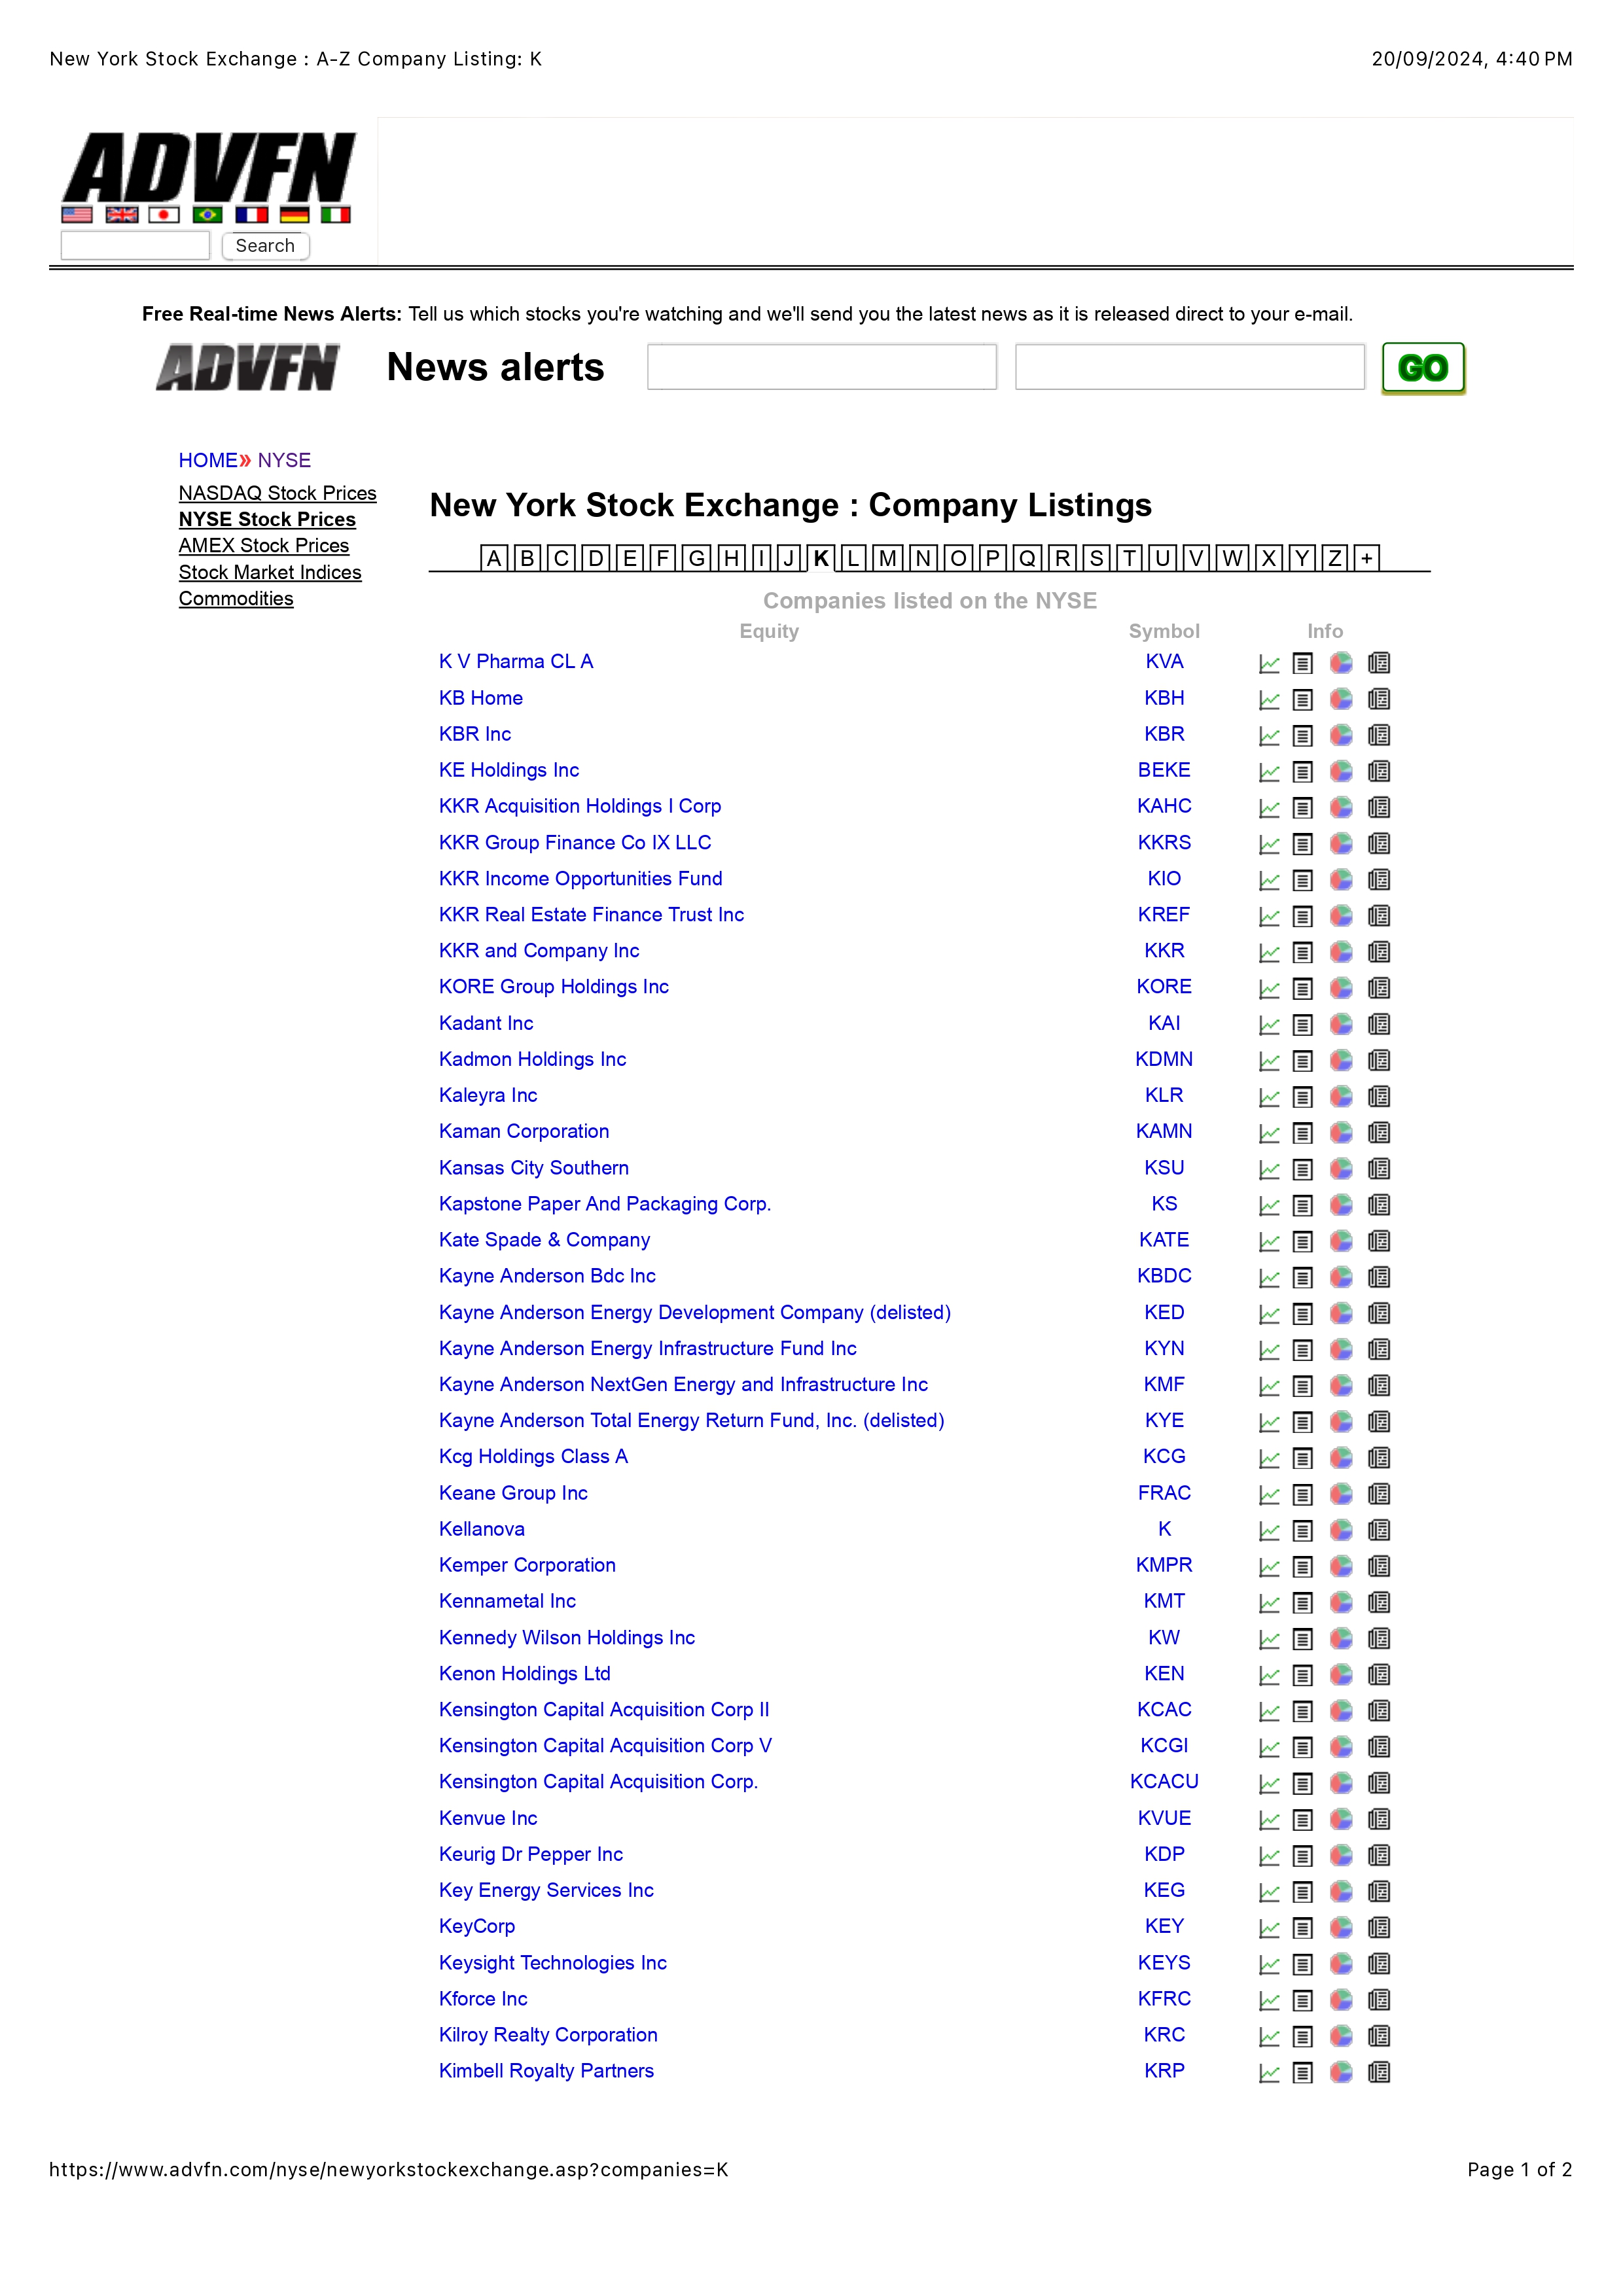 New York Stock Exchange : A-Z Company Listing: K 20/09/2024, 4:40 PM
ADVFN
Search
Free Real-time News Alerts: Tell us which stocks you're watching and we'll send you the latest news as it is released direct to your e-mail.
ADVFN News alerts GO
HOME» NYSE
NASDAQ Stock Prices
NYSE Stock Prices
AMEX Stock Prices
Stock Market Indices
Commodities
New York Stock Exchange : Company Listings
A B C D E F G H I J K L M N O P Q R S T U V W X Y Z +
Companies listed on the NYSE
Equity Symbol Info
K V Pharma CL A KVA
KB Home KBH
KBR Inc KBR
KE Holdings Inc BEKE
KKR Acquisition Holdings I Corp KAHC
KKR Group Finance Co IX LLC KKRS
KKR Income Opportunities Fund KIO
KKR Real Estate Finance Trust Inc KREF
KKR and Company Inc KKR
KORE Group Holdings Inc KORE
Kadant Inc KAI
Kadmon Holdings Inc KDMN
Kaleyra Inc KLR
Kaman Corporation KAMN
Kansas City Southern KSU
Kapstone Paper And Packaging Corp. KS
Kate Spade & Company KATE
Kayne Anderson Bdc Inc KBDC
Kayne Anderson Energy Development Company (delisted) KED
Kayne Anderson Energy Infrastructure Fund Inc KYN
Kayne Anderson NextGen Energy and Infrastructure Inc KMF
Kayne Anderson Total Energy Return Fund, Inc. (delisted) KYE
Kcg Holdings Class A KCG
Keane Group Inc FRAC
Kellanova K
Kemper Corporation KMPR
Kennametal Inc KMT
Kennedy Wilson Holdings Inc KW
Kenon Holdings Ltd KEN
Kensington Capital Acquisition Corp II KCAC
Kensington Capital Acquisition Corp V KCGI
Kensington Capital Acquisition Corp. KCACU
Kenvue Inc KVUE
Keurig Dr Pepper Inc KDP
Key Energy Services Inc KEG
KeyCorp KEY
Keysight Technologies Inc KEYS
Kforce Inc KFRC
Kilroy Realty Corporation KRC
Kimbell Royalty Partners KRP
https://www.advfn.com/nyse/newyorkstockexchange.asp?companies=K Page 1 of 2